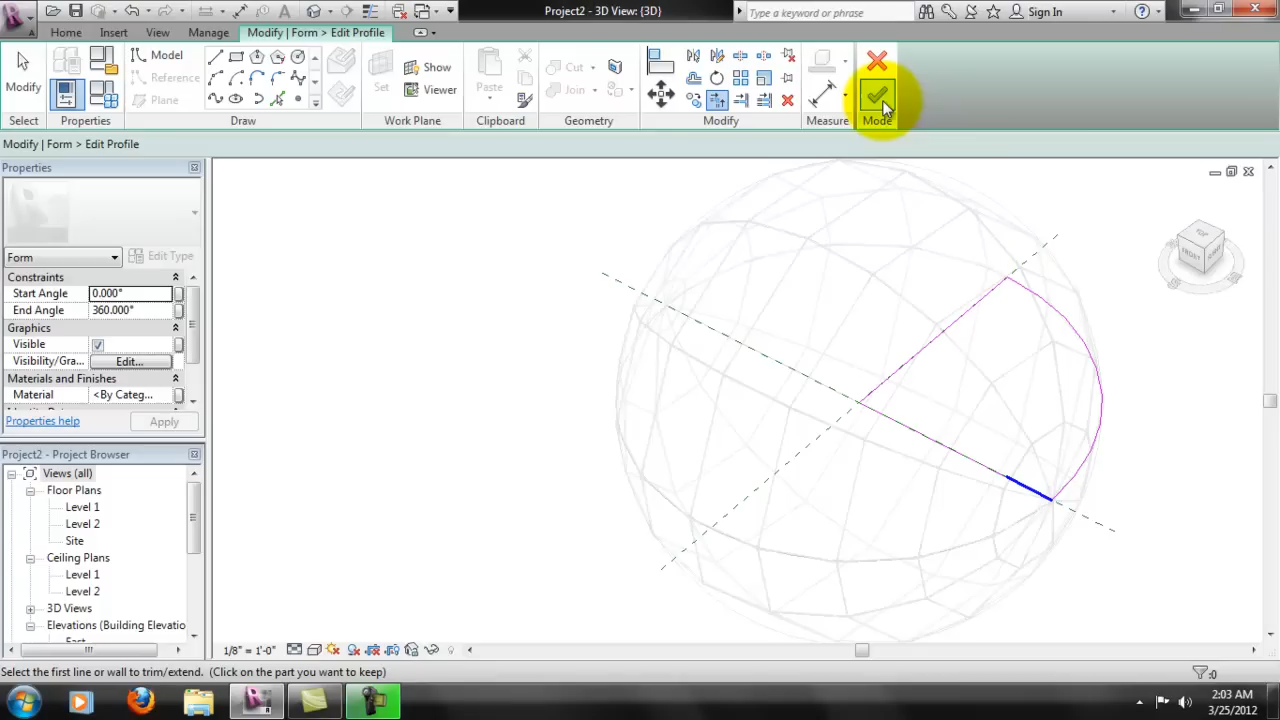 Project2 - 3D View: {3D}
Type a keyword or phrase
Sign In
Home
Insert
View
Manage
Modify | Form > Edit Profile
Modify
Model
Reference
Plane
Set
Show
Viewer
Paste
Cut
Join
Select
Properties
Draw
Work Plane
Clipboard
Geometry
Modify
Measure
Mode
Modify | Form > Edit Profile
Properties
Form
Edit Type
Constraints
Start Angle 0.000°
End Angle 360.000°
Graphics
Visible
Visibility/Gra... Edit...
Materials and Finishes
Material <By Categ...
Properties help
Apply
Project2 - Project Browser
Views (all)
Floor Plans
Level 1
Level 2
Site
Ceiling Plans
Level 1
Level 2
3D Views
Elevations (Building Elevatio
East
FRONT
1/8" = 1'-0"
Select the first line or wall to trim/extend. (Click on the part you want to keep)
:0
2:03 AM
3/25/2012